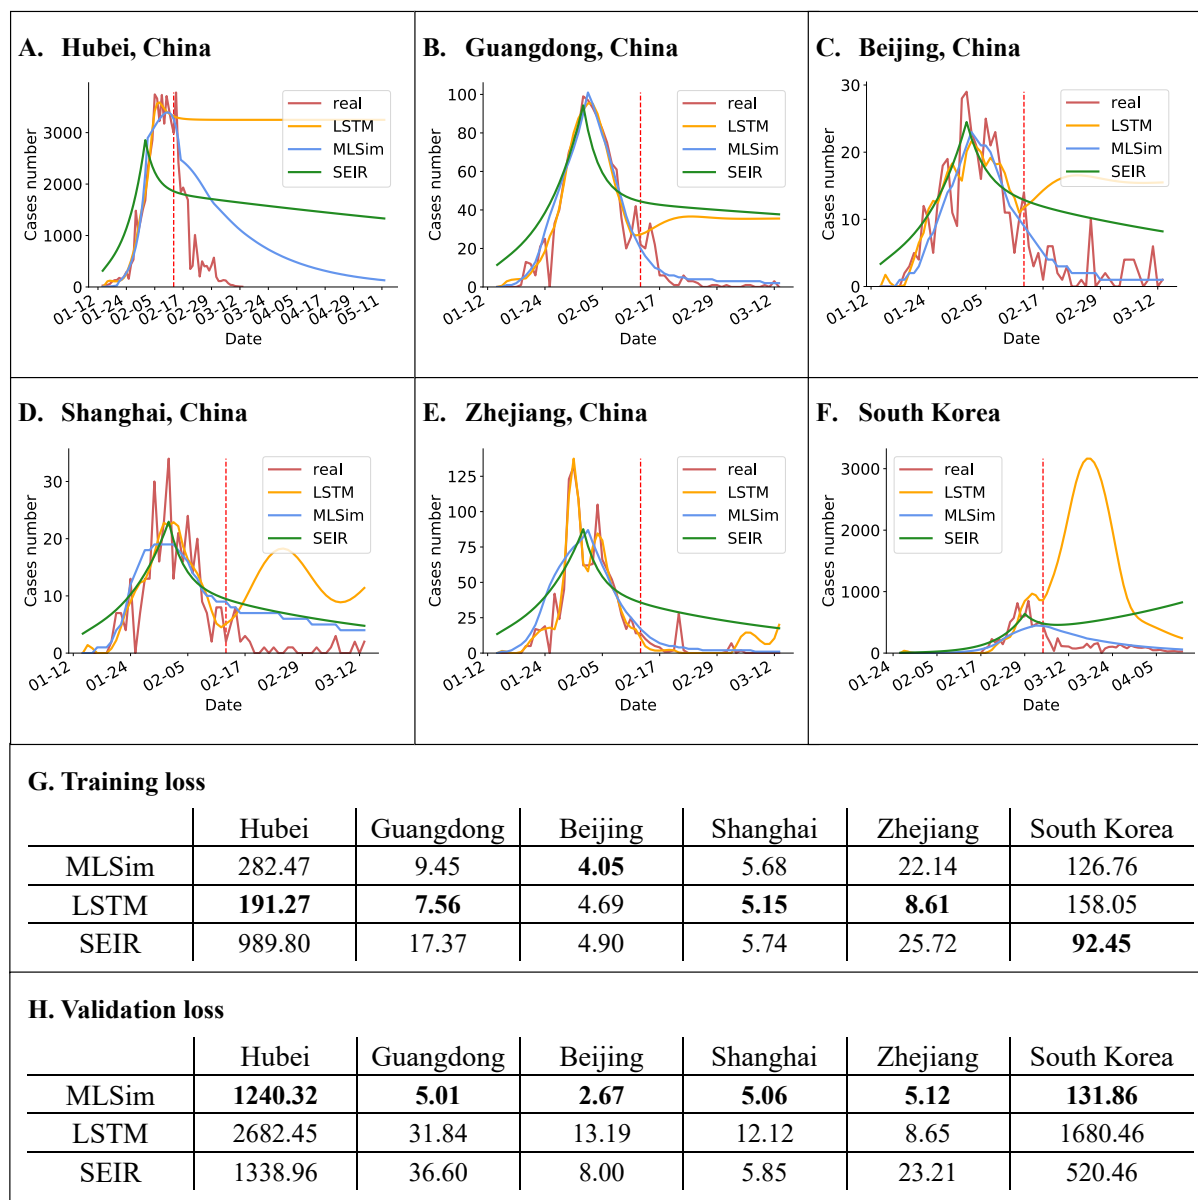 A. Hubei, China
Cases number
3000
2000
1000
0
real
LSTM
MLSim
SEIR
01-12
01-24
02-05
02-17
02-29
03-12
03-24
04-05
04-17
04-29
05-11
Date
B. Guangdong, China
Cases number
100
80
60
40
20
0
real
LSTM
MLSim
SEIR
01-12
01-24
02-05
02-17
02-29
03-12
Date
C. Beijing, China
Cases number
30
20
10
0
real
LSTM
MLSim
SEIR
01-12
01-24
02-05
02-17
02-29
03-12
Date
D. Shanghai, China
Cases number
30
20
10
0
real
LSTM
MLSim
SEIR
01-12
01-24
02-05
02-17
02-29
03-12
Date
E. Zhejiang, China
Cases number
125
100
75
50
25
0
real
LSTM
MLSim
SEIR
01-12
01-24
02-05
02-17
02-29
03-12
Date
F. South Korea
Cases number
3000
2000
1000
0
real
LSTM
MLSim
SEIR
01-24
02-05
02-17
02-29
03-12
03-24
04-05
Date
G. Training loss
Hubei Guangdong Beijing Shanghai Zhejiang South Korea
MLSim 282.47 9.45 4.05 5.68 22.14 126.76
LSTM 191.27 7.56 4.69 5.15 8.61 158.05
SEIR 989.80 17.37 4.90 5.74 25.72 92.45
H. Validation loss
Hubei Guangdong Beijing Shanghai Zhejiang South Korea
MLSim 1240.32 5.01 2.67 5.06 5.12 131.86
LSTM 2682.45 31.84 13.19 12.12 8.65 1680.46
SEIR 1338.96 36.60 8.00 5.85 23.21 520.46